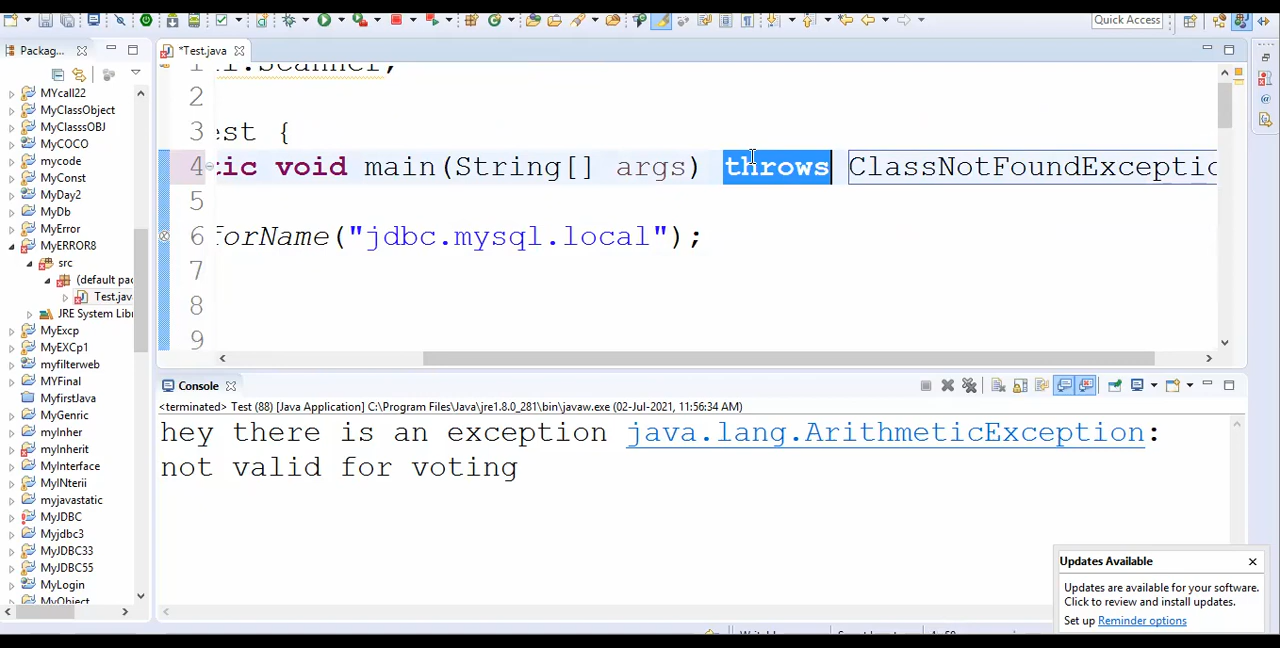 Quick Access
Packag...
*Test.java
MYcall22
MyClassObject
MyClasssOBJ
MyCOCO
mycode
MyConst
MyDay2
MyDb
MyError
MyERROR8
src
(default pac
Test.java
JRE System Libr
MyExcp
MyEXCp1
myfilterweb
MYFinal
MyfirstJava
MyGenric
myInher
myInherit
MyInterface
MyINterii
myjavastatic
MyJDBC
Myjdbc3
MyJDBC33
MyJDBC55
MyLogin
MyObject
1
2
3 est {
4 tic void main(String[] args) throws ClassNotFoundExceptio
5
6 forName("jdbc.mysql.local");
7
8
9
Console
<terminated> Test (88) [Java Application] C:\Program Files\Java\jre1.8.0_281\bin\javaw.exe (02-Jul-2021, 11:56:34 AM)
hey there is an exception java.lang.ArithmeticException:
not valid for voting
Updates Available
Updates are available for your software.
Click to review and install updates.
Set up Reminder options